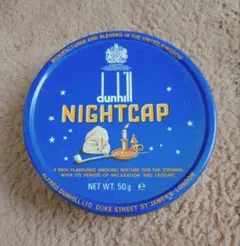 MANUFACTURED AND BLENDED IN THE UNITED KINGDOM
dunhill
NIGHTCAP
A RICH-FLAVOURED SMOKING MIXTURE FOR THE EVENING
WITH ITS PERIOD OF RELAXATION AND LEISURE
NET WT. 50g e
ALFRED DUNHILL LTD. DUKE STREET ST JAMES'S LONDON